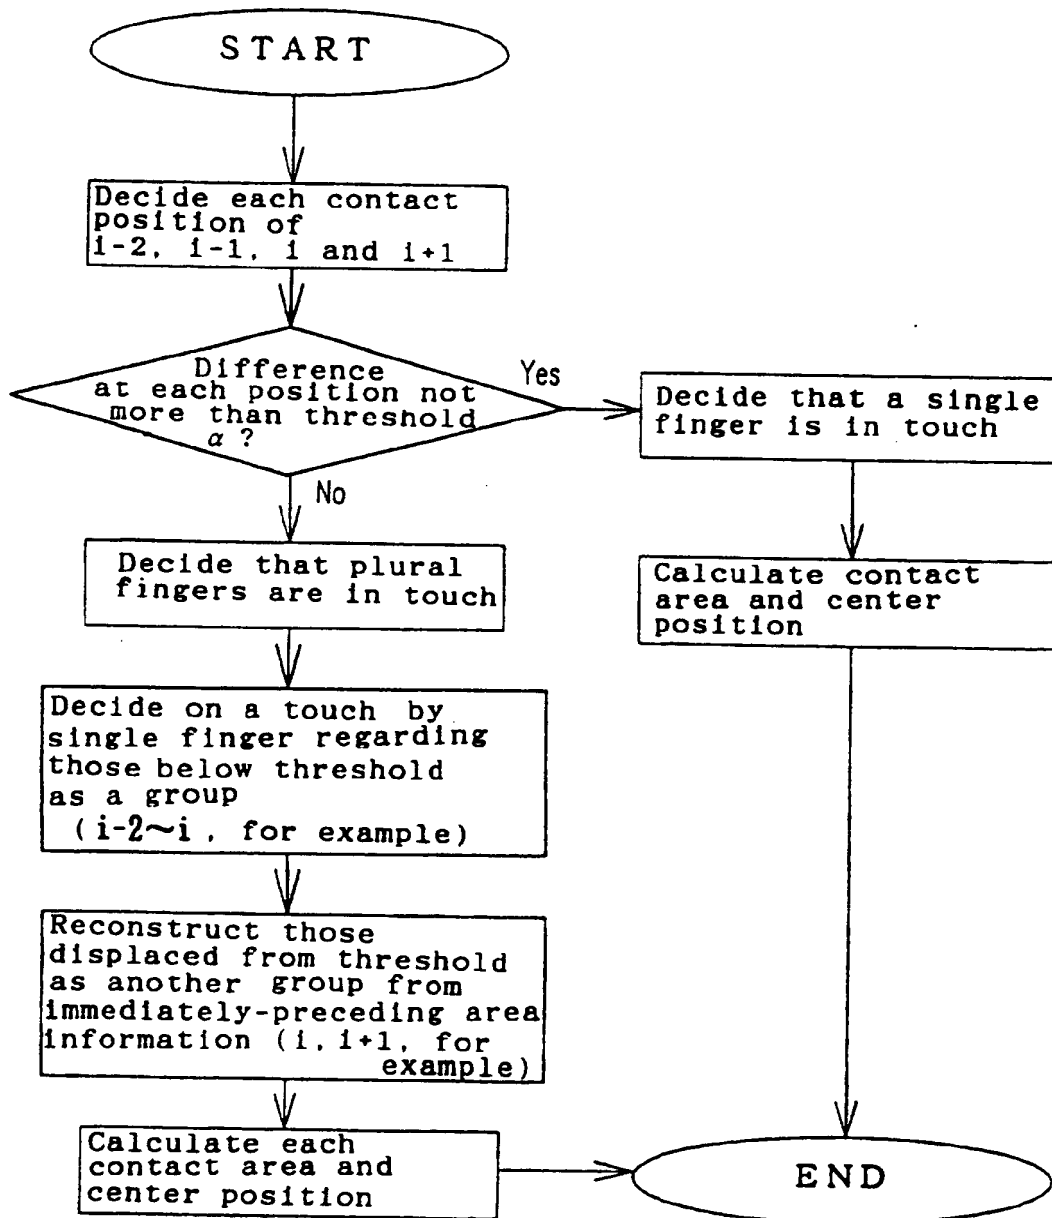 START
Decide each contact
position of
i-2, i-1, i and i+1
Difference
at each position not
more than threshold
α ?
Yes
Decide that a single
finger is in touch
No
Decide that plural
fingers are in touch
Calculate contact
area and center
position
Decide on a touch by
single finger regarding
those below threshold
as a group
(i-2~i, for example)
Reconstruct those
displaced from threshold
as another group from
immediately-preceding area
information (i, i+1, for
example)
Calculate each
contact area and
center position
END